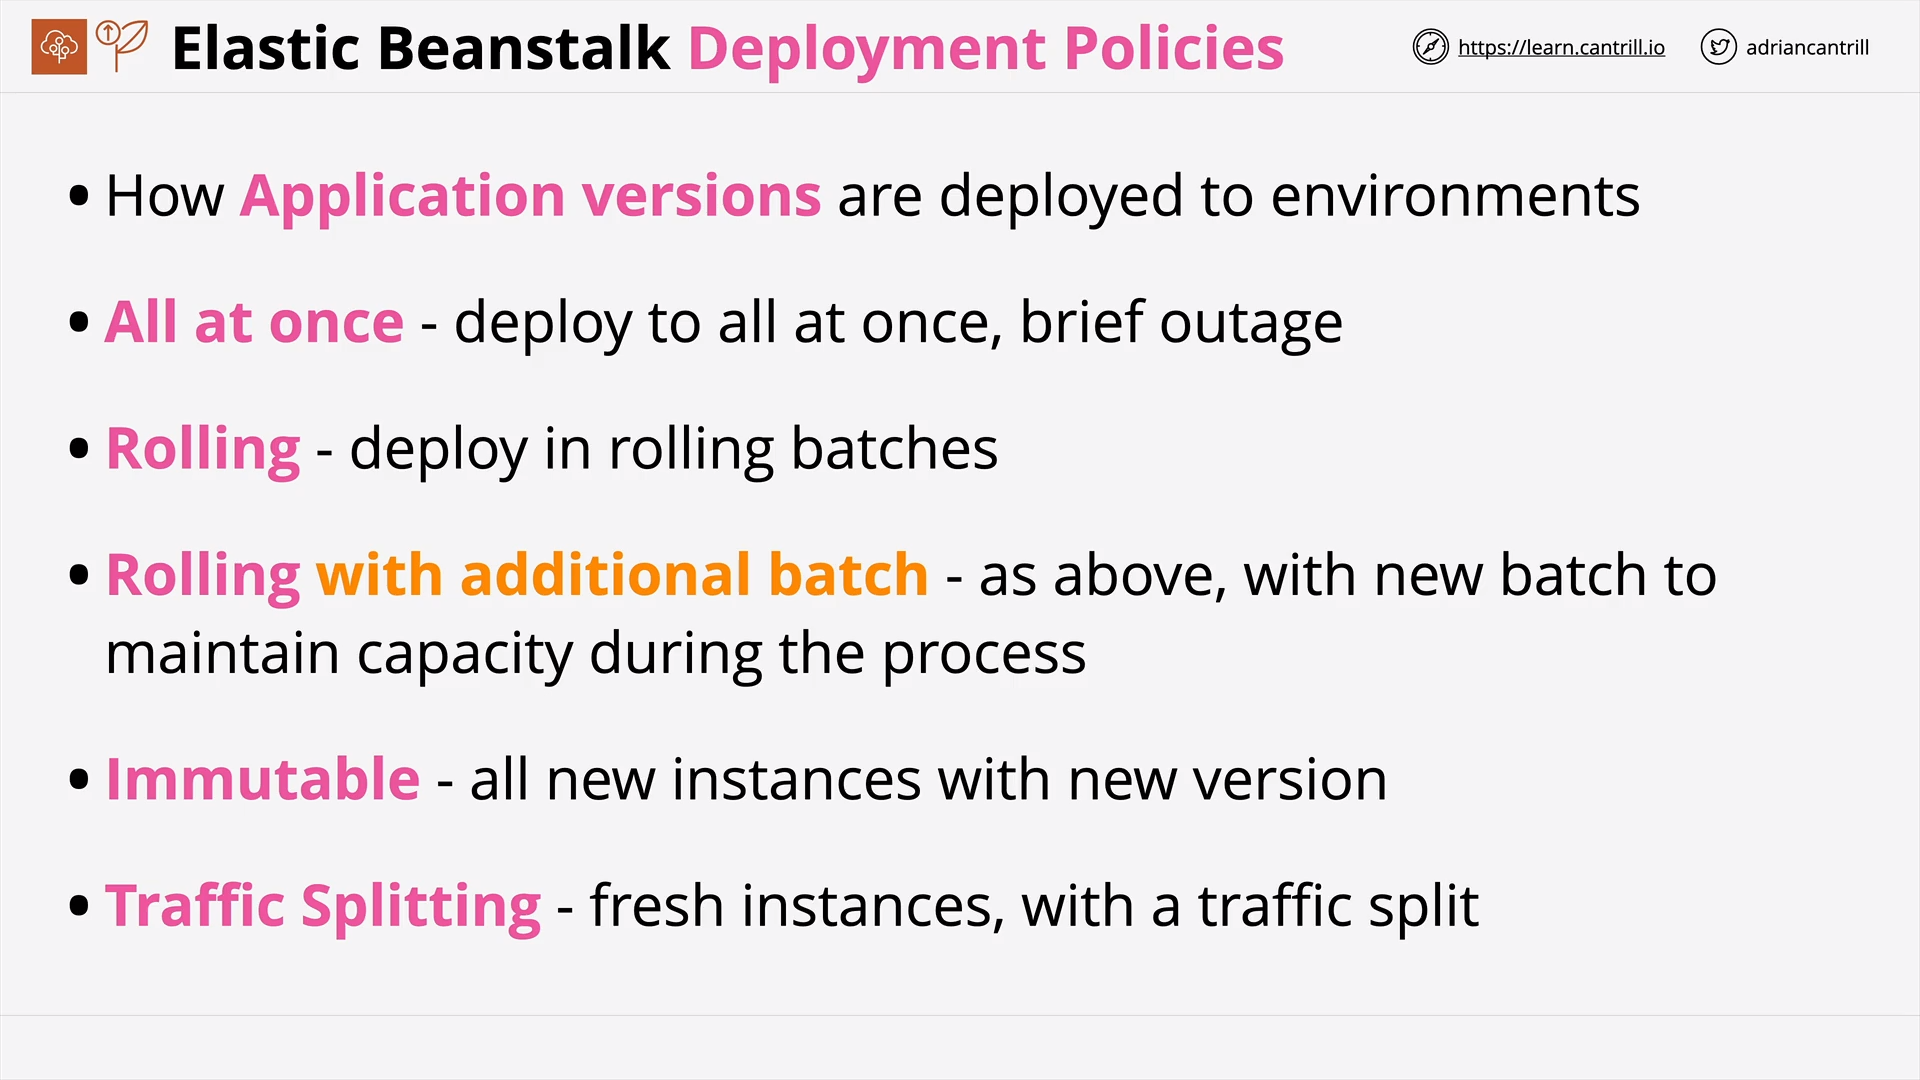 Elastic Beanstalk Deployment Policies
https://learn.cantrill.io
adriancantrill
• How Application versions are deployed to environments
• All at once - deploy to all at once, brief outage
• Rolling - deploy in rolling batches
• Rolling with additional batch - as above, with new batch to
maintain capacity during the process
• Immutable - all new instances with new version
• Traffic Splitting - fresh instances, with a traffic split